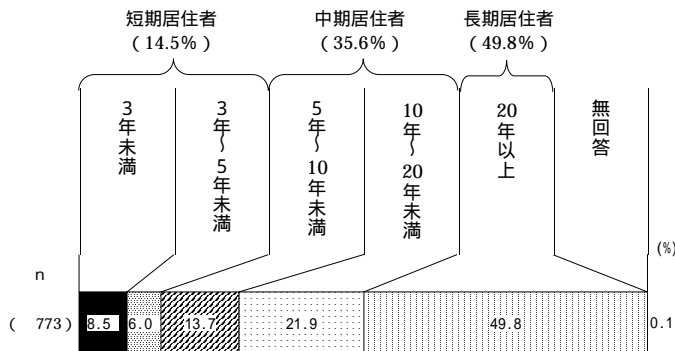 短期居住者 中期居住者 長期居住者
(14.5%) (35.6%) (49.8%)
3年未満
3年~5年未満
5年~10年未満
10年~20年未満
20年以上
無回答
(%)
n
( 773) 8.5 6.0 13.7 21.9 49.8 0.1